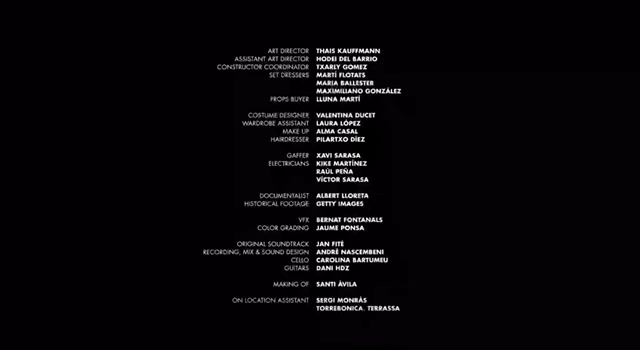 ART DIRECTOR THAIS KAUFFMANN
ASSISTANT ART DIRECTOR HODEI DEL BARRIO
CONSTRUCTOR COORDINATOR TXARLY GOMEZ
SET DRESSERS MARTÍ FLOTATS
MARIA BALLESTER
MAXIMILIANO GONZÁLEZ
PROPS BUYER LLUNA MARTÍ
COSTUME DESIGNER VALENTINA DUCET
WARDROBE ASSISTANT LAURA LÓPEZ
MAKE UP ALMA CASAL
HAIRDRESSER PILARTXO DÍEZ
GAFFER XAVI SARASA
ELECTRICIANS KIKE MARTÍNEZ
RAÚL PEÑA
VÍCTOR SARASA
DOCUMENTALIST ALBERT LLORETA
HISTORICAL FOOTAGE GETTY IMAGES
VFX BERNAT FONTANALS
COLOR GRADING JAUME PONSA
ORIGINAL SOUNDTRACK JAN FITÉ
RECORDING, MIX & SOUND DESIGN ANDRÉ NASCEMBENI
CELLO CAROLINA BARTUMEU
GUITARS DANI HDZ
MAKING OF SANTI ÁVILA
ON LOCATION ASSISTANT SERGI MONRÀS
TORREBONICA. TERRASSA